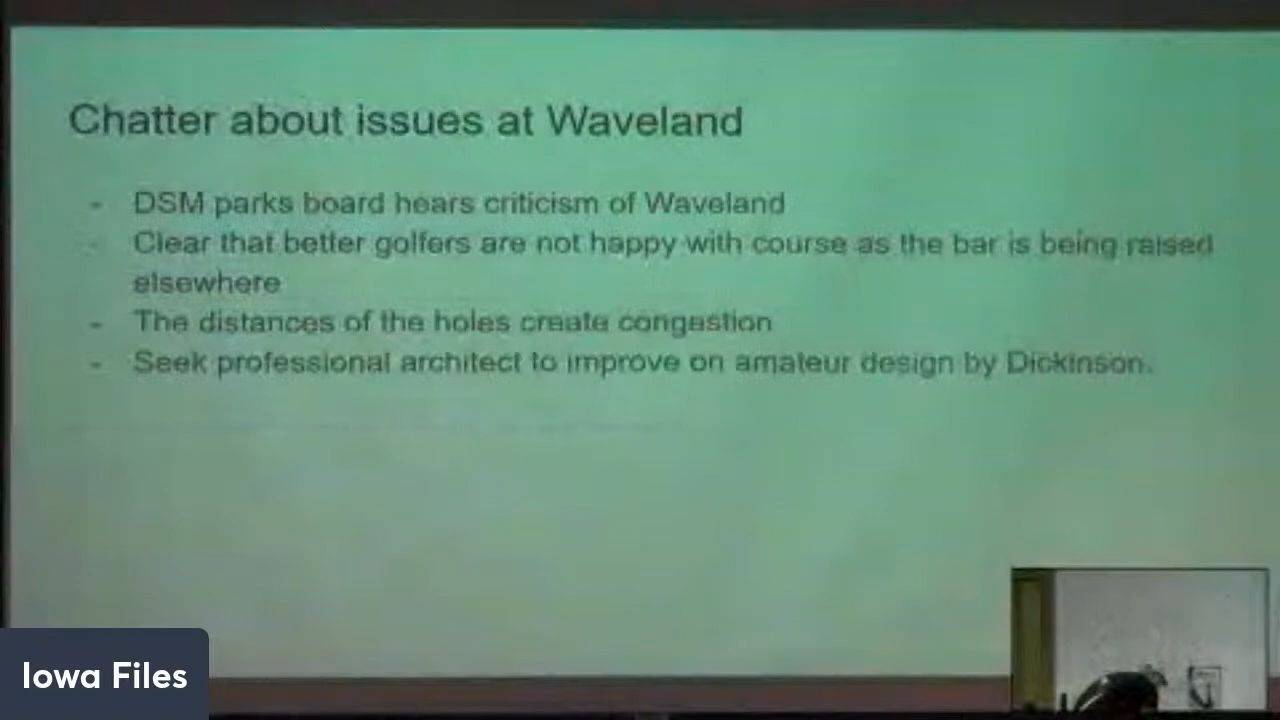 Chatter about issues at Waveland
- DSM parks board hears criticism of Waveland
- Clear that better golfers are not happy with course as the bar is being raised
elsewhere
- The distances of the holes create congestion
- Seek professional architect to improve on amateur design by Dickinson.
Iowa Files